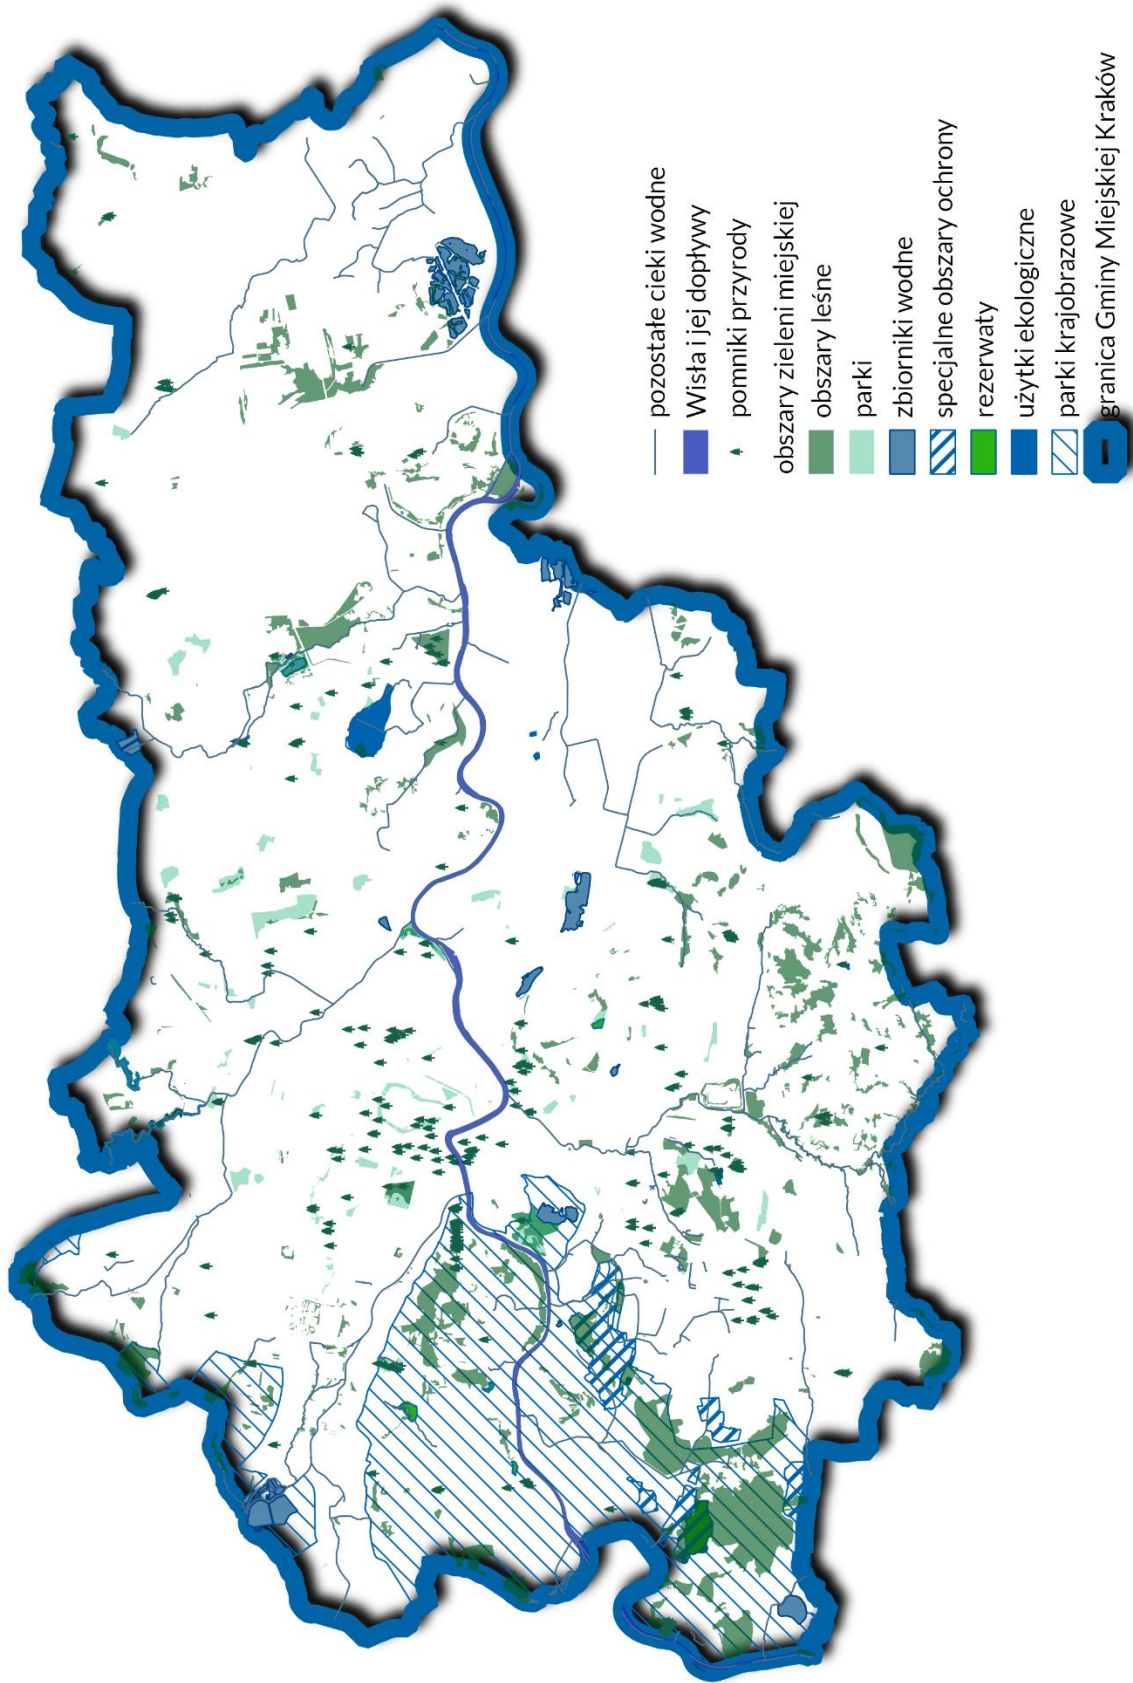 pozostałe cieki wodne
Wisła i jej dopływy
pomniki przyrody
obszary zieleni miejskiej
obszary leśne
parki
zbiorniki wodne
specjalne obszary ochrony
rezerwaty
użytki ekologiczne
parki krajobrazowe
granica Gminy Miejskiej Kraków